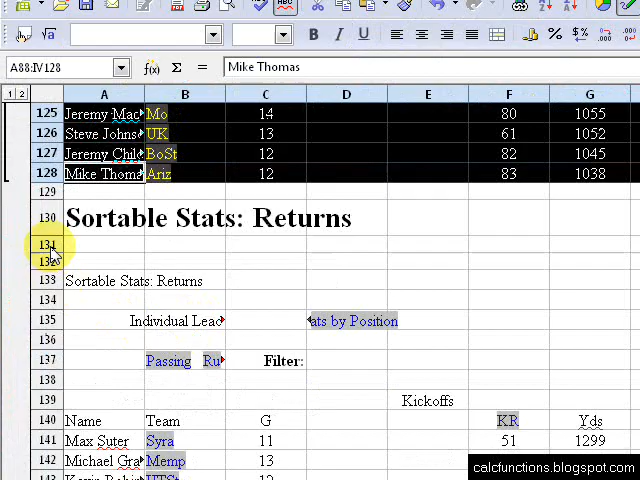 A88:IV128 Mike Thomas
1 2 A B C D E F G
125 Jeremy Mac Mo 14 80 1055
126 Steve Johns UK 13 61 1052
127 Jeremy Chil BoSt 12 82 1045
128 Mike Thoma Ariz 12 83 1038
129
130 Sortable Stats: Returns
131
132
133 Sortable Stats: Returns
134
135 Individual Lead ats by Position
136
137 Passing Ru Filter:
138
139 Kickoffs
140 Name Team G KR Yds
141 Max Suter Syra 11 51 1299
142 Michael Gra Memp 13
12
calcfunctions.blogspot.com